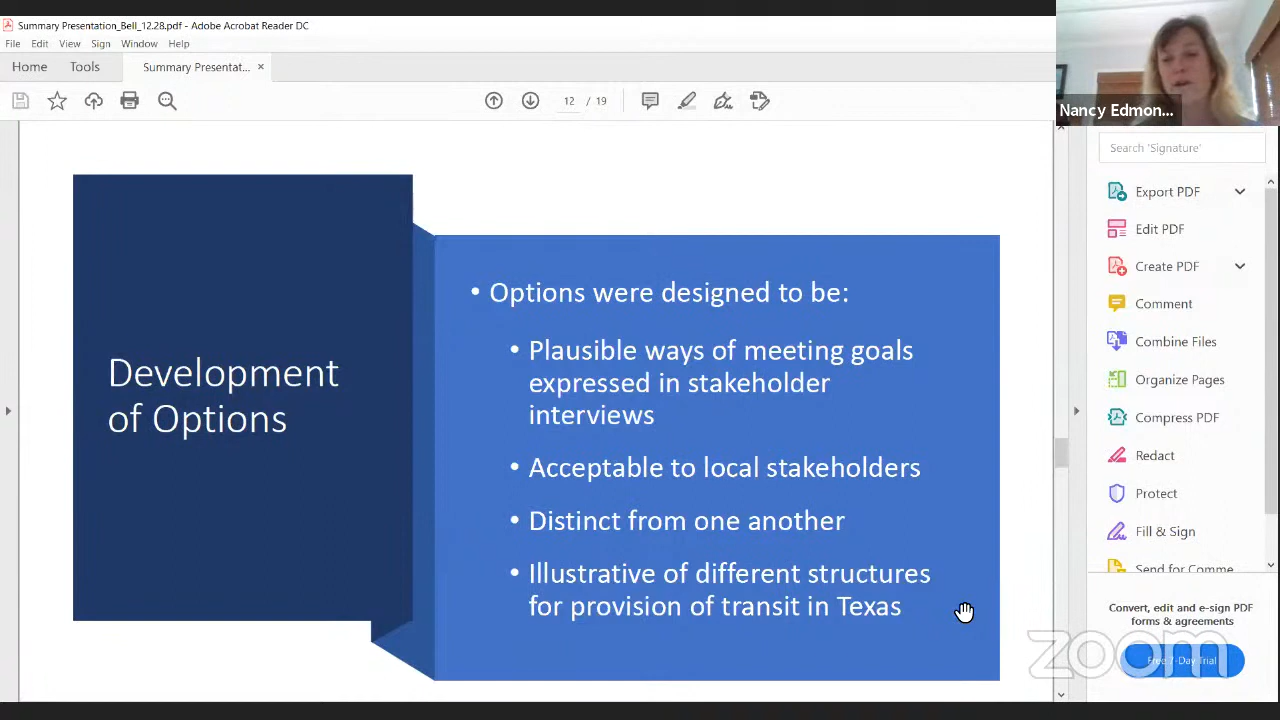 Summary Presentation_Bell_12.28.pdf - Adobe Acrobat Reader DC
File Edit View Sign Window Help
Home Tools Summary Presentat... ×
12 / 19
Nancy Edmon...
Search 'Signature'
Export PDF
Edit PDF
Create PDF
Comment
Combine Files
Organize Pages
Compress PDF
Redact
Protect
Fill & Sign
Send for Comme
Convert, edit and e-sign PDF
forms & agreements
Free 7-Day Trial
zoom
Development
of Options
• Options were designed to be:
• Plausible ways of meeting goals
expressed in stakeholder
interviews
• Acceptable to local stakeholders
• Distinct from one another
• Illustrative of different structures
for provision of transit in Texas